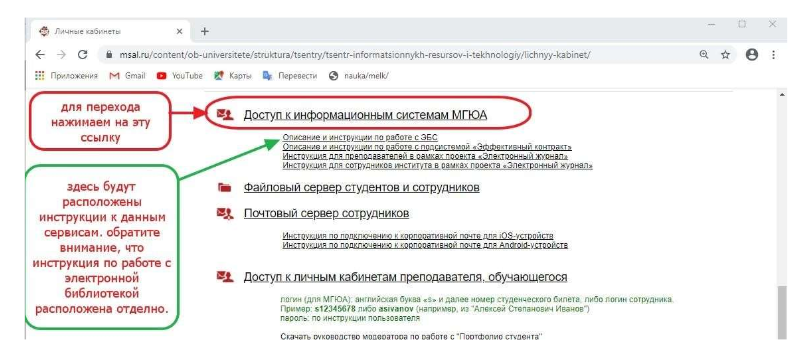 Личные кабинеты
msal.ru/content/ob-universitete/struktura/tsentry/tsentr-informatsionnykh-resursov-i-tekhnologiy/lichnyy-kabinet/
Приложения Gmail YouTube Карты Перевести nauka/melk/
для перехода
нажимаем на эту
ссылку
Доступ к информационным системам МГЮА
Описание и инструкции по работе с ЭБС
Описание и инструкции по работе с подсистемой «Эффективный контракт»
Инструкция для преподавателей в рамках проекта «Электронный журнал»
Инструкция для сотрудников института в рамках проекта «Электронный журнал»
здесь будут
расположены
инструкции к данным
сервисам. обратите
внимание, что
инструкция по работе с
электронной
библиотекой
расположена отдельно.
Файловый сервер студентов и сотрудников
Почтовый сервер сотрудников
Инструкция по подключению к корпоративной почте для iOS-устройств
Инструкция по подключению к корпоративной почте для Android-устройств
Доступ к личным кабинетам преподавателя, обучающегося
логин (для МГЮА): английская буква «s» и далее номер студенческого билета, либо логин сотрудника.
Пример: s12345678 либо asivanov (например, из "Алексей Степанович Иванов")
пароль: по инструкции пользователя
Скачать руководство модератора по работе с "Портфолио студента"